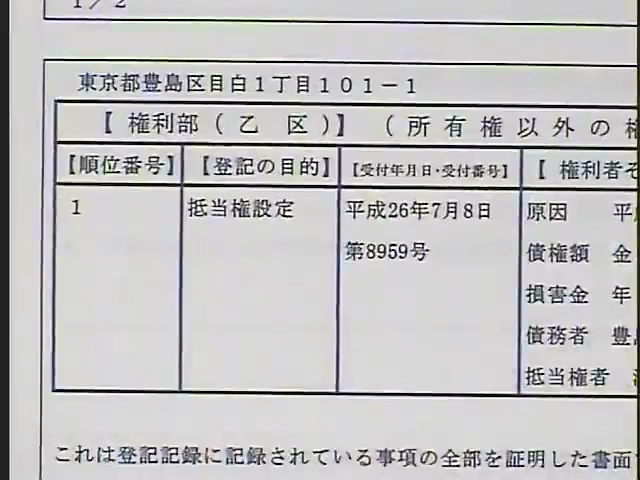 1/2
東京都豊島区目白1丁目101-1
【 権利部 ( 乙 区 )】 ( 所 有 権 以 外 の
【順位番号】 【登記の目的】 【受付年月日・受付番号】 【 権利者そ
1 抵当権設定 平成26年7月8日 原因 平
第8959号 債権額 金
損害金 年
債務者 豊
抵当権者
これは登記記録に記録されている事項の全部を証明した書面